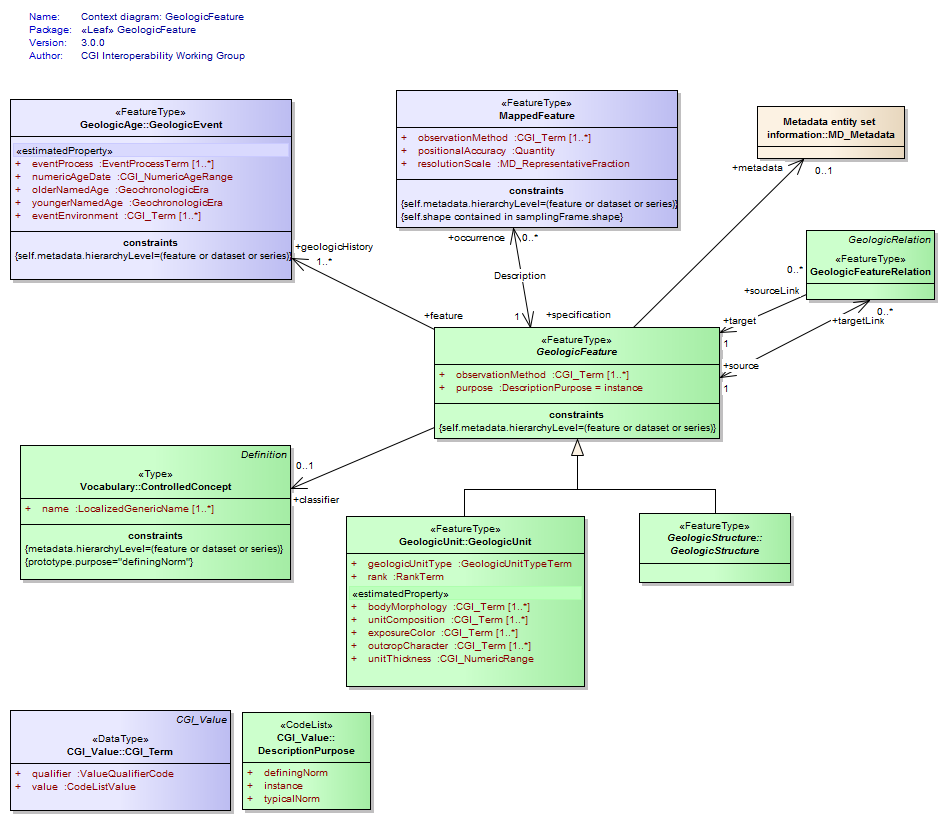 Name: Context diagram: GeologicFeature
Package: «Leaf» GeologicFeature
Version: 3.0.0
Author: CGI Interoperability Working Group
«FeatureType»
GeologicAge::GeologicEvent
«estimatedProperty»
+ eventProcess :EventProcessTerm [1..*]
+ numericAgeDate :CGI_NumericAgeRange
+ olderNamedAge :GeochronologicEra
+ youngerNamedAge :GeochronologicEra
+ eventEnvironment :CGI_Term [1..*]
constraints
{self.metadata.hierarchyLevel=(feature or dataset or series)}
«FeatureType»
MappedFeature
+ observationMethod :CGI_Term [1..*]
+ positionalAccuracy :Quantity
+ resolutionScale :MD_RepresentativeFraction
constraints
{self.metadata.hierarchyLevel=(feature or dataset or series)}
{self.shape contained in samplingFrame.shape}
Metadata entity set
information::MD_Metadata
+metadata
0..1
GeologicRelation
«FeatureType»
GeologicFeatureRelation
+geologicHistory
1..*
+occurrence
0..*
Description
0..*
+sourceLink
0..*
+targetLink
+feature
1
+specification
+target
1
+source
1
«FeatureType»
GeologicFeature
+ observationMethod :CGI_Term [1..*]
+ purpose :DescriptionPurpose = instance
constraints
{self.metadata.hierarchyLevel=(feature or dataset or series)}
Definition
«Type»
Vocabulary::ControlledConcept
+ name :LocalizedGenericName [1..*]
constraints
{metadata.hierarchyLevel=(feature or dataset or series)}
{prototype.purpose="definingNorm"}
0..1
+classifier
«FeatureType»
GeologicUnit::GeologicUnit
+ geologicUnitType :GeologicUnitTypeTerm
+ rank :RankTerm
«estimatedProperty»
+ bodyMorphology :CGI_Term [1..*]
+ unitComposition :CGI_Term [1..*]
+ exposureColor :CGI_Term [1..*]
+ outcropCharacter :CGI_Term [1..*]
+ unitThickness :CGI_NumericRange
«FeatureType»
GeologicStructure::
GeologicStructure
CGI_Value
«DataType»
CGI_Value::CGI_Term
+ qualifier :ValueQualifierCode
+ value :CodeListValue
«CodeList»
CGI_Value::
DescriptionPurpose
+ definingNorm
+ instance
+ typicalNorm